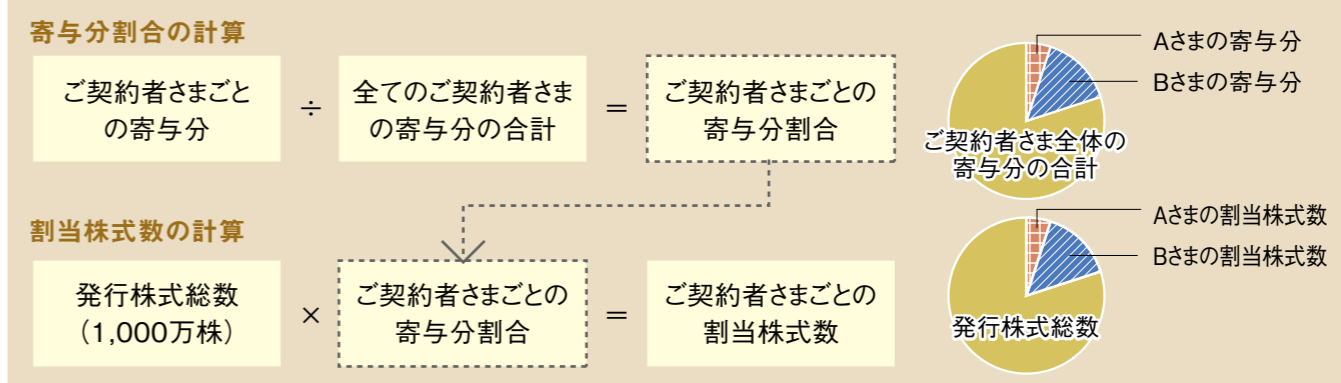 寄与分割合の計算
ご契約者さまごと
の寄与分
÷
全てのご契約者さま
の寄与分の合計
=
ご契約者さまごとの
寄与分割合
Aさまの寄与分
Bさまの寄与分
ご契約者さま全体の
寄与分の合計
割当株式数の計算
発行株式総数
(1,000万株)
×
ご契約者さまごとの
寄与分割合
=
ご契約者さまごとの
割当株式数
Aさまの割当株式数
Bさまの割当株式数
発行株式総数